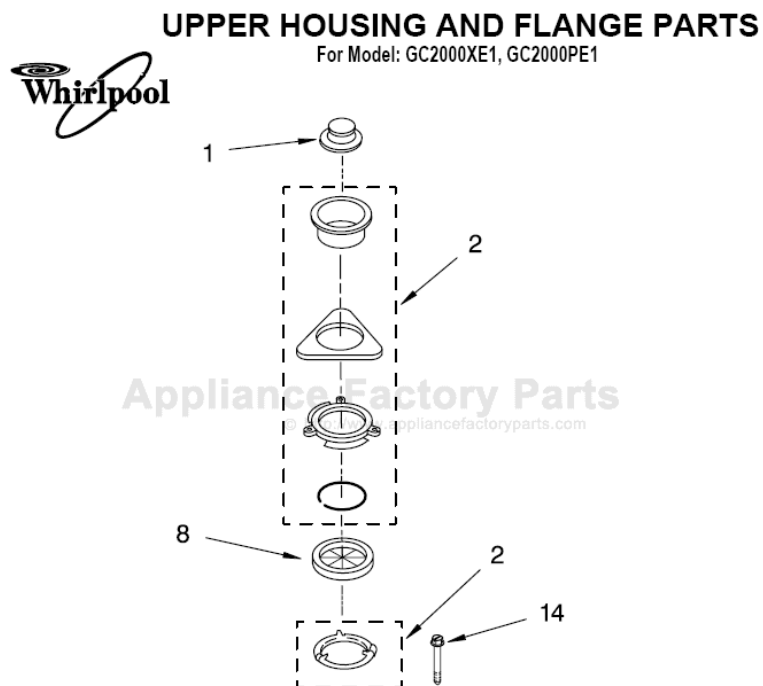 UPPER HOUSING AND FLANGE PARTS
For Model: GC2000XE1, GC2000PE1
Whirlpool
1
2
Appliance Factory Parts
© http://www.appliancefactoryparts.com
8
2
14